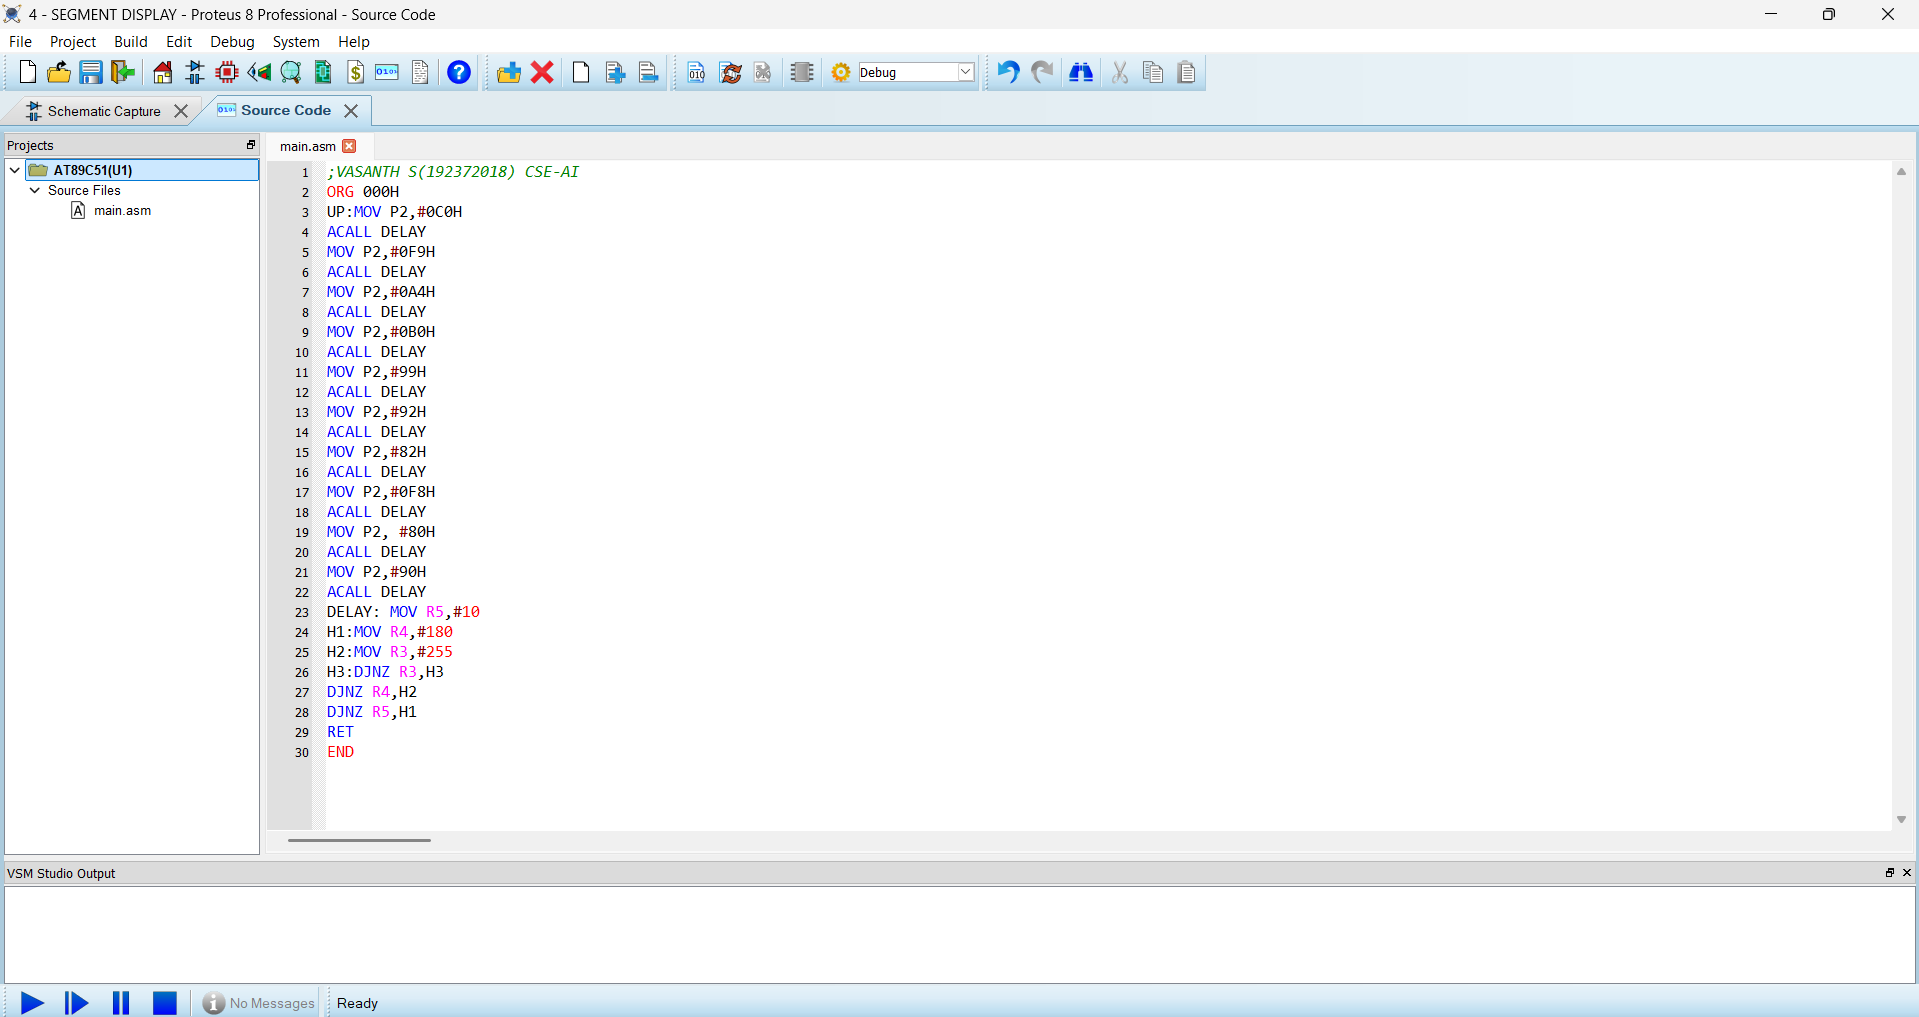 4 - SEGMENT DISPLAY - Proteus 8 Professional - Source Code
File Project Build Edit Debug System Help
Debug
Schematic Capture
Source Code
Projects
AT89C51(U1)
Source Files
main.asm
main.asm
1 ;VASANTH S(192372018) CSE-AI
2 ORG 000H
3 UP:MOV P2,#0C0H
4 ACALL DELAY
5 MOV P2,#0F9H
6 ACALL DELAY
7 MOV P2,#0A4H
8 ACALL DELAY
9 MOV P2,#0B0H
10 ACALL DELAY
11 MOV P2,#99H
12 ACALL DELAY
13 MOV P2,#92H
14 ACALL DELAY
15 MOV P2,#82H
16 ACALL DELAY
17 MOV P2,#0F8H
18 ACALL DELAY
19 MOV P2, #80H
20 ACALL DELAY
21 MOV P2,#90H
22 ACALL DELAY
23 DELAY: MOV R5,#10
24 H1:MOV R4,#180
25 H2:MOV R3,#255
26 H3:DJNZ R3,H3
27 DJNZ R4,H2
28 DJNZ R5,H1
29 RET
30 END
VSM Studio Output
No Messages
Ready